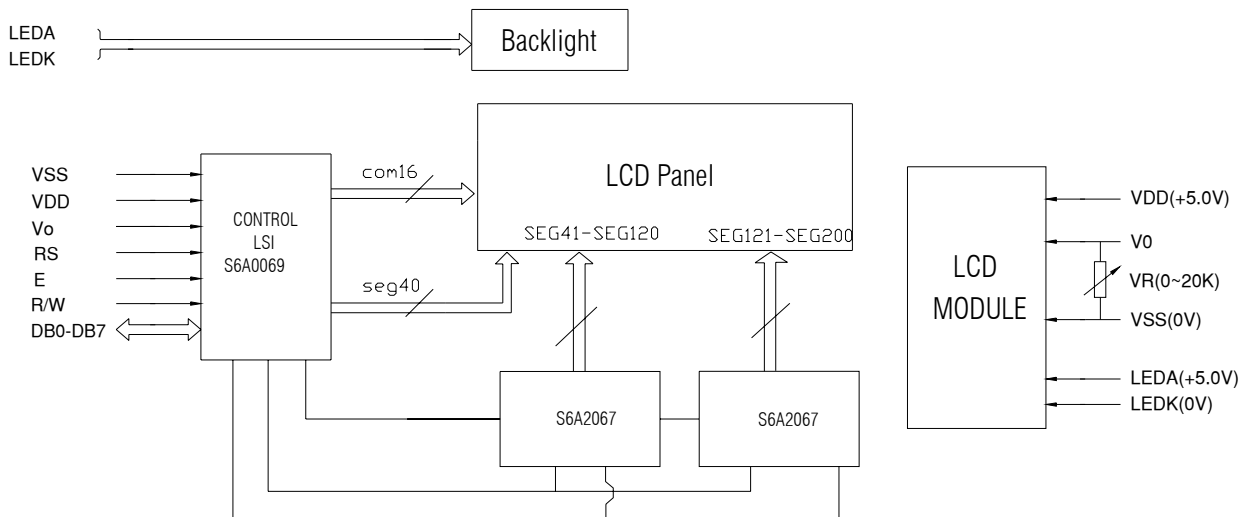 LEDA
LEDK
Backlight
VSS
VDD
Vo
RS
E
R/W
DB0-DB7
CONTROL
LSI
S6A0069
com16
seg40
LCD Panel
SEG41-SEG120
SEG121-SEG200
S6A2067
S6A2067
LCD
MODULE
VDD(+5.0V)
V0
VR(0~20K)
VSS(0V)
LEDA(+5.0V)
LEDK(0V)